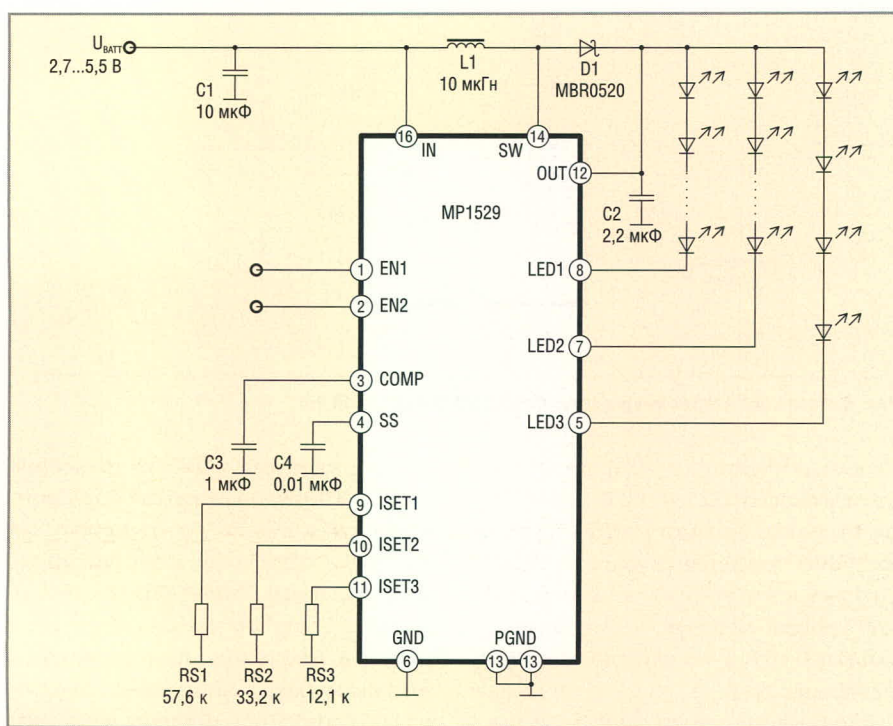 U BATT
2,7...5,5 В
C1
10 мкФ
L1
10 мкГн
D1
MBR0520
16
IN
14
SW
OUT
12
MP1529
C2
2,2 мкФ
1
EN1
2
EN2
LED1
8
LED2
7
3
COMP
4
SS
LED3
5
C3
1 мкФ
C4
0,01 мкФ
9
ISET1
10
ISET2
11
ISET3
GND
6
PGND
13
13
RS1
57,6 к
RS2
33,2 к
RS3
12,1 к